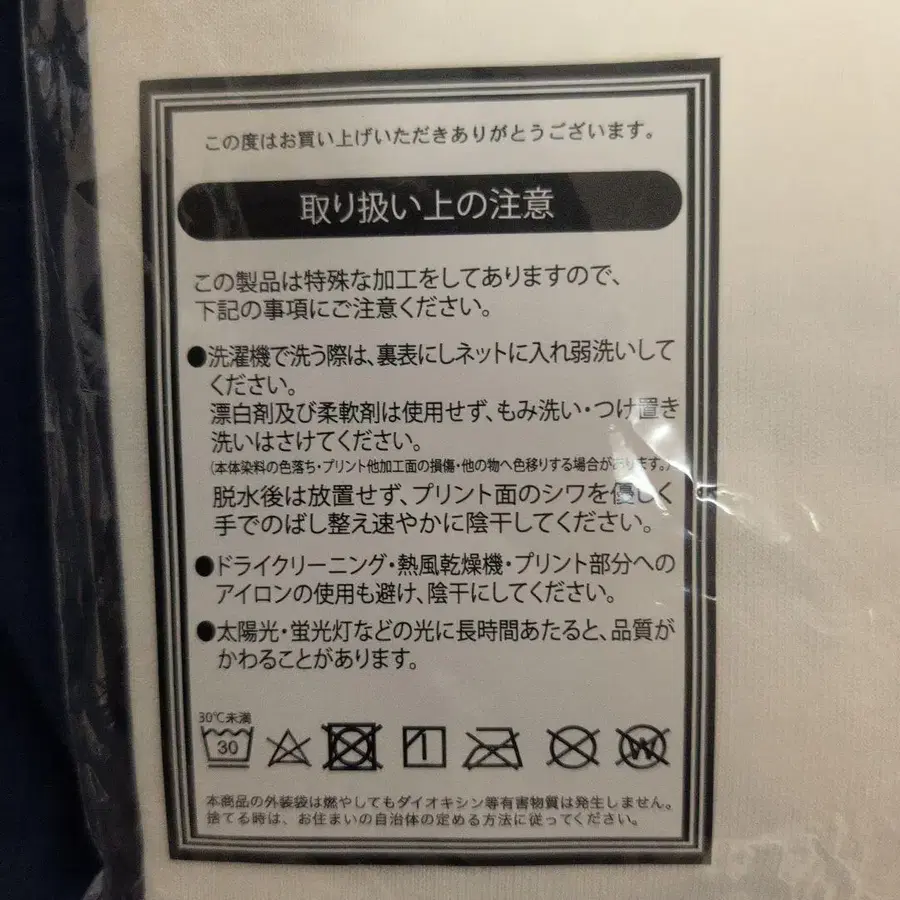 この度はお買い上げいただきありがとうございます。
取り扱い上の注意
この製品は特殊な加工をしてありますので、
下記の事項にご注意ください。
●洗濯機で洗う際は、裏表にしネットに入れ弱洗いして
ください。
漂白剤及び柔軟剤は使用せず、もみ洗い・つけ置き
洗いはさけてください。
(本体染料の色落ち・プリント他加工面の損傷・他の物へ色移りする場合があります。)
脱水後は放置せず、プリント面のシワを優しく
手でのばし整え速やかに陰干してください。
●ドライクリーニング・熱風乾燥機・プリント部分への
アイロンの使用も避け、陰干にしてください。
●太陽光・蛍光灯などの光に長時間あたると、品質が
かわることがあります。
30℃未満
30
W
本商品の外装袋は燃やしてもダイオキシン等有害物質は発生しません。
捨てる時は、お住まいの自治体の定める方法に従ってください。